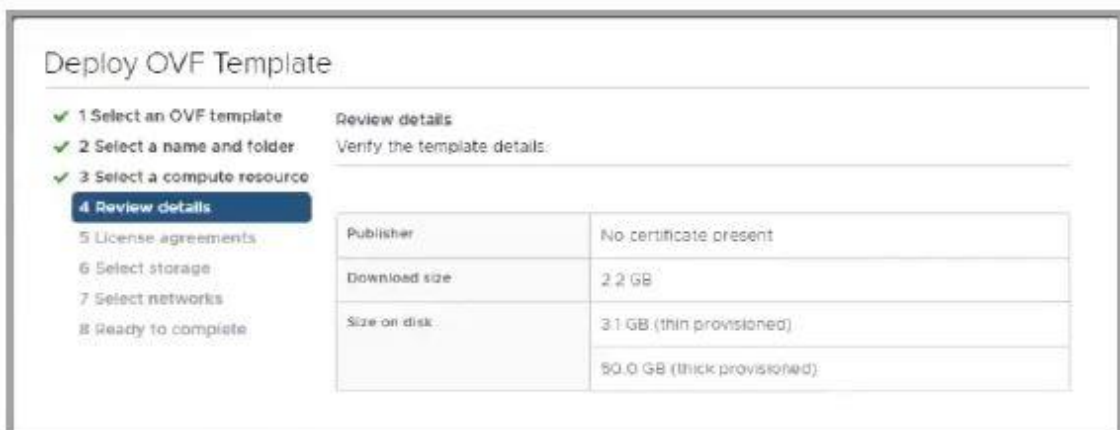 Deploy OVF Template
1 Select an OVF template
2 Select a name and folder
3 Select a compute resource
4 Review details
5 License agreements
6 Select storage
7 Select networks
8 Ready to complete
Review details
Verify the template details.
Publisher
No certificate present
Download size
2.2 GB
Size on disk
3.1 GB (thin provisioned)
50.0 GB (thick provisioned)